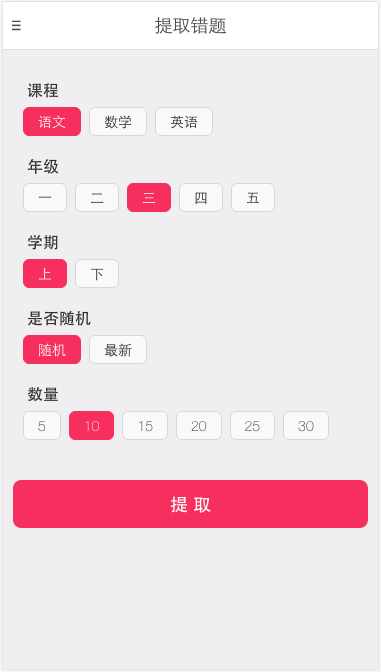 提取错题
课程
语文 数学 英语
年级
一 二 三 四 五
学期
上 下
是否随机
随机 最新
数量
5 10 15 20 25 30
提 取